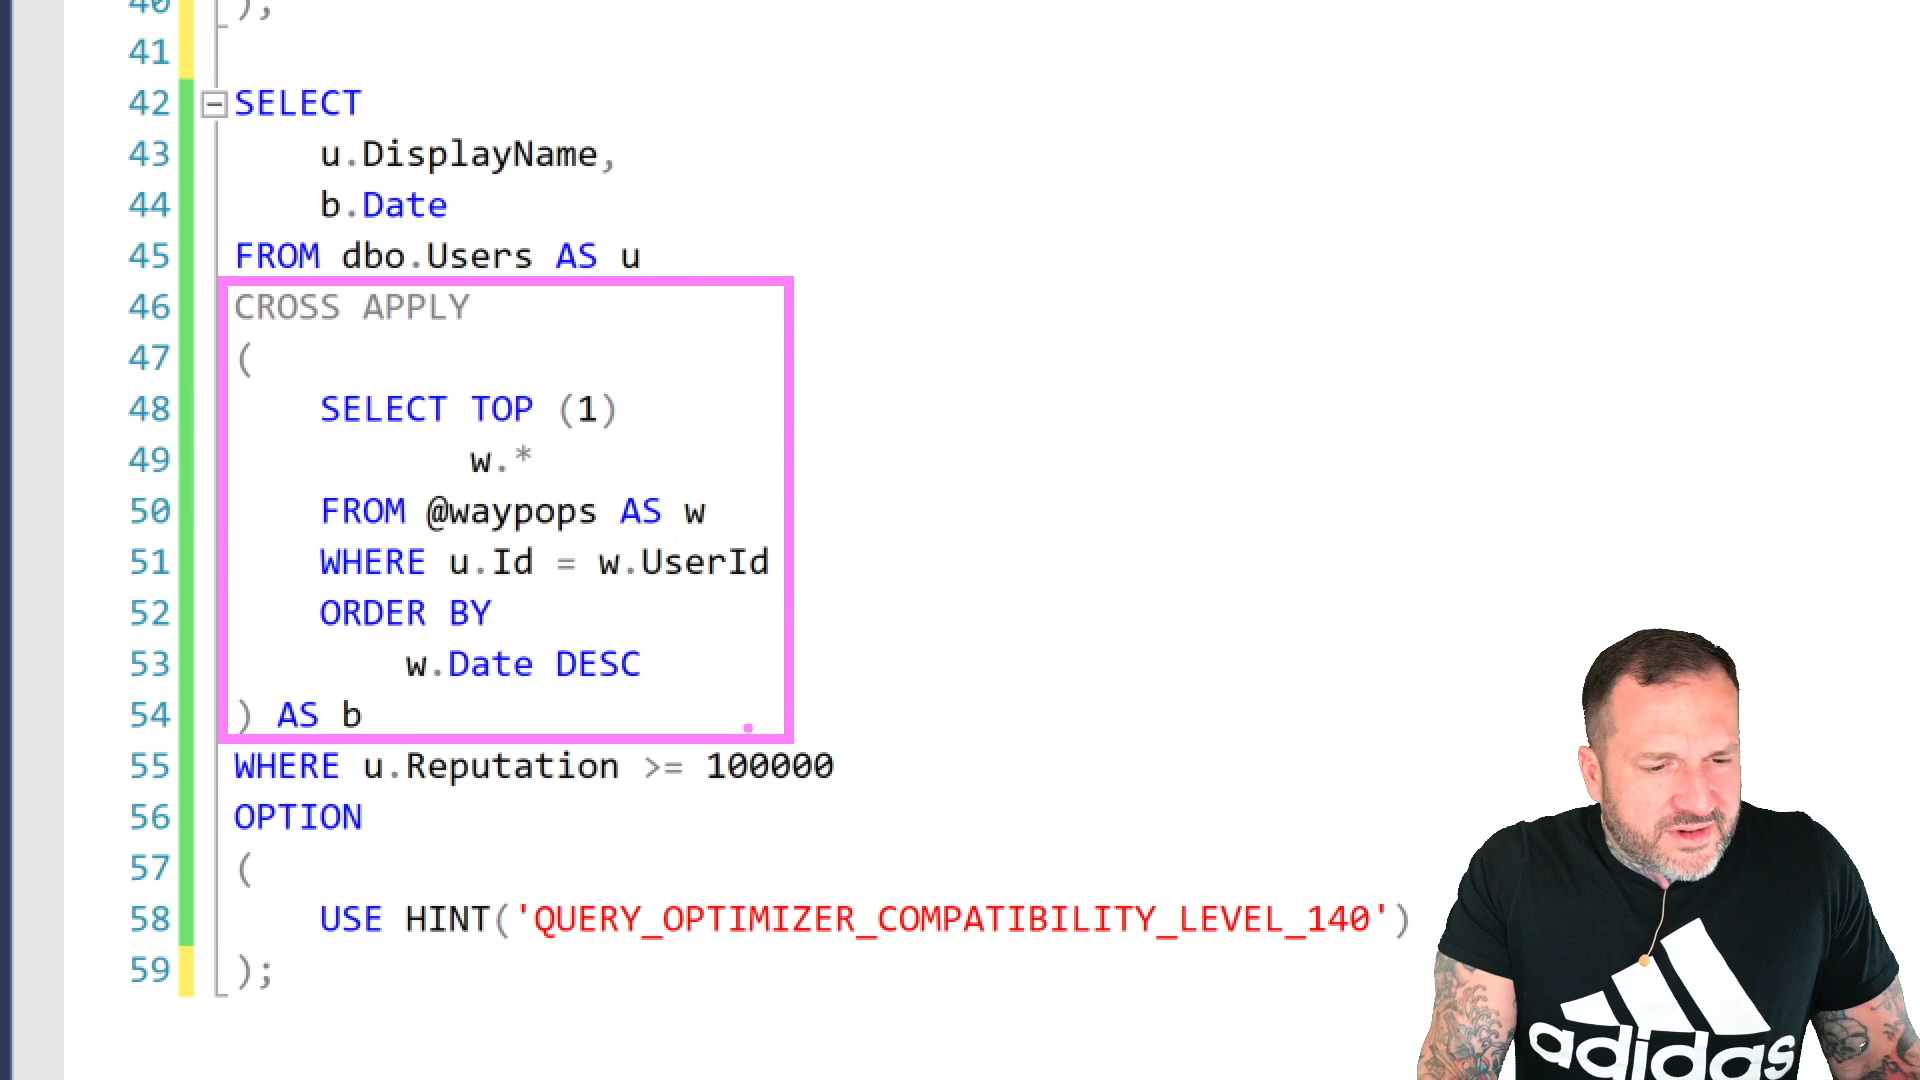 40 );
41
42 SELECT
43 u.DisplayName,
44 b.Date
45 FROM dbo.Users AS u
46 CROSS APPLY
47 (
48 SELECT TOP (1)
49 w.*
50 FROM @waypops AS w
51 WHERE u.Id = w.UserId
52 ORDER BY
53 w.Date DESC
54 ) AS b
55 WHERE u.Reputation >= 100000
56 OPTION
57 (
58 USE HINT('QUERY_OPTIMIZER_COMPATIBILITY_LEVEL_140')
59 );
adidas